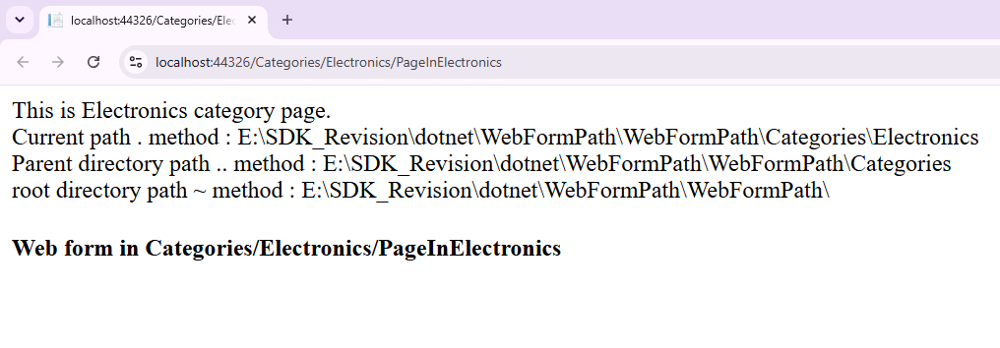 localhost:44326/Categories/Ele
localhost:44326/Categories/Electronics/PageInElectronics
This is Electronics category page.
Current path . method : E:\SDK_Revision\dotnet\WebFormPath\WebFormPath\Categories\Electronics
Parent directory path .. method : E:\SDK_Revision\dotnet\WebFormPath\WebFormPath\Categories
root directory path ~ method : E:\SDK_Revision\dotnet\WebFormPath\WebFormPath\
Web form in Categories/Electronics/PageInElectronics